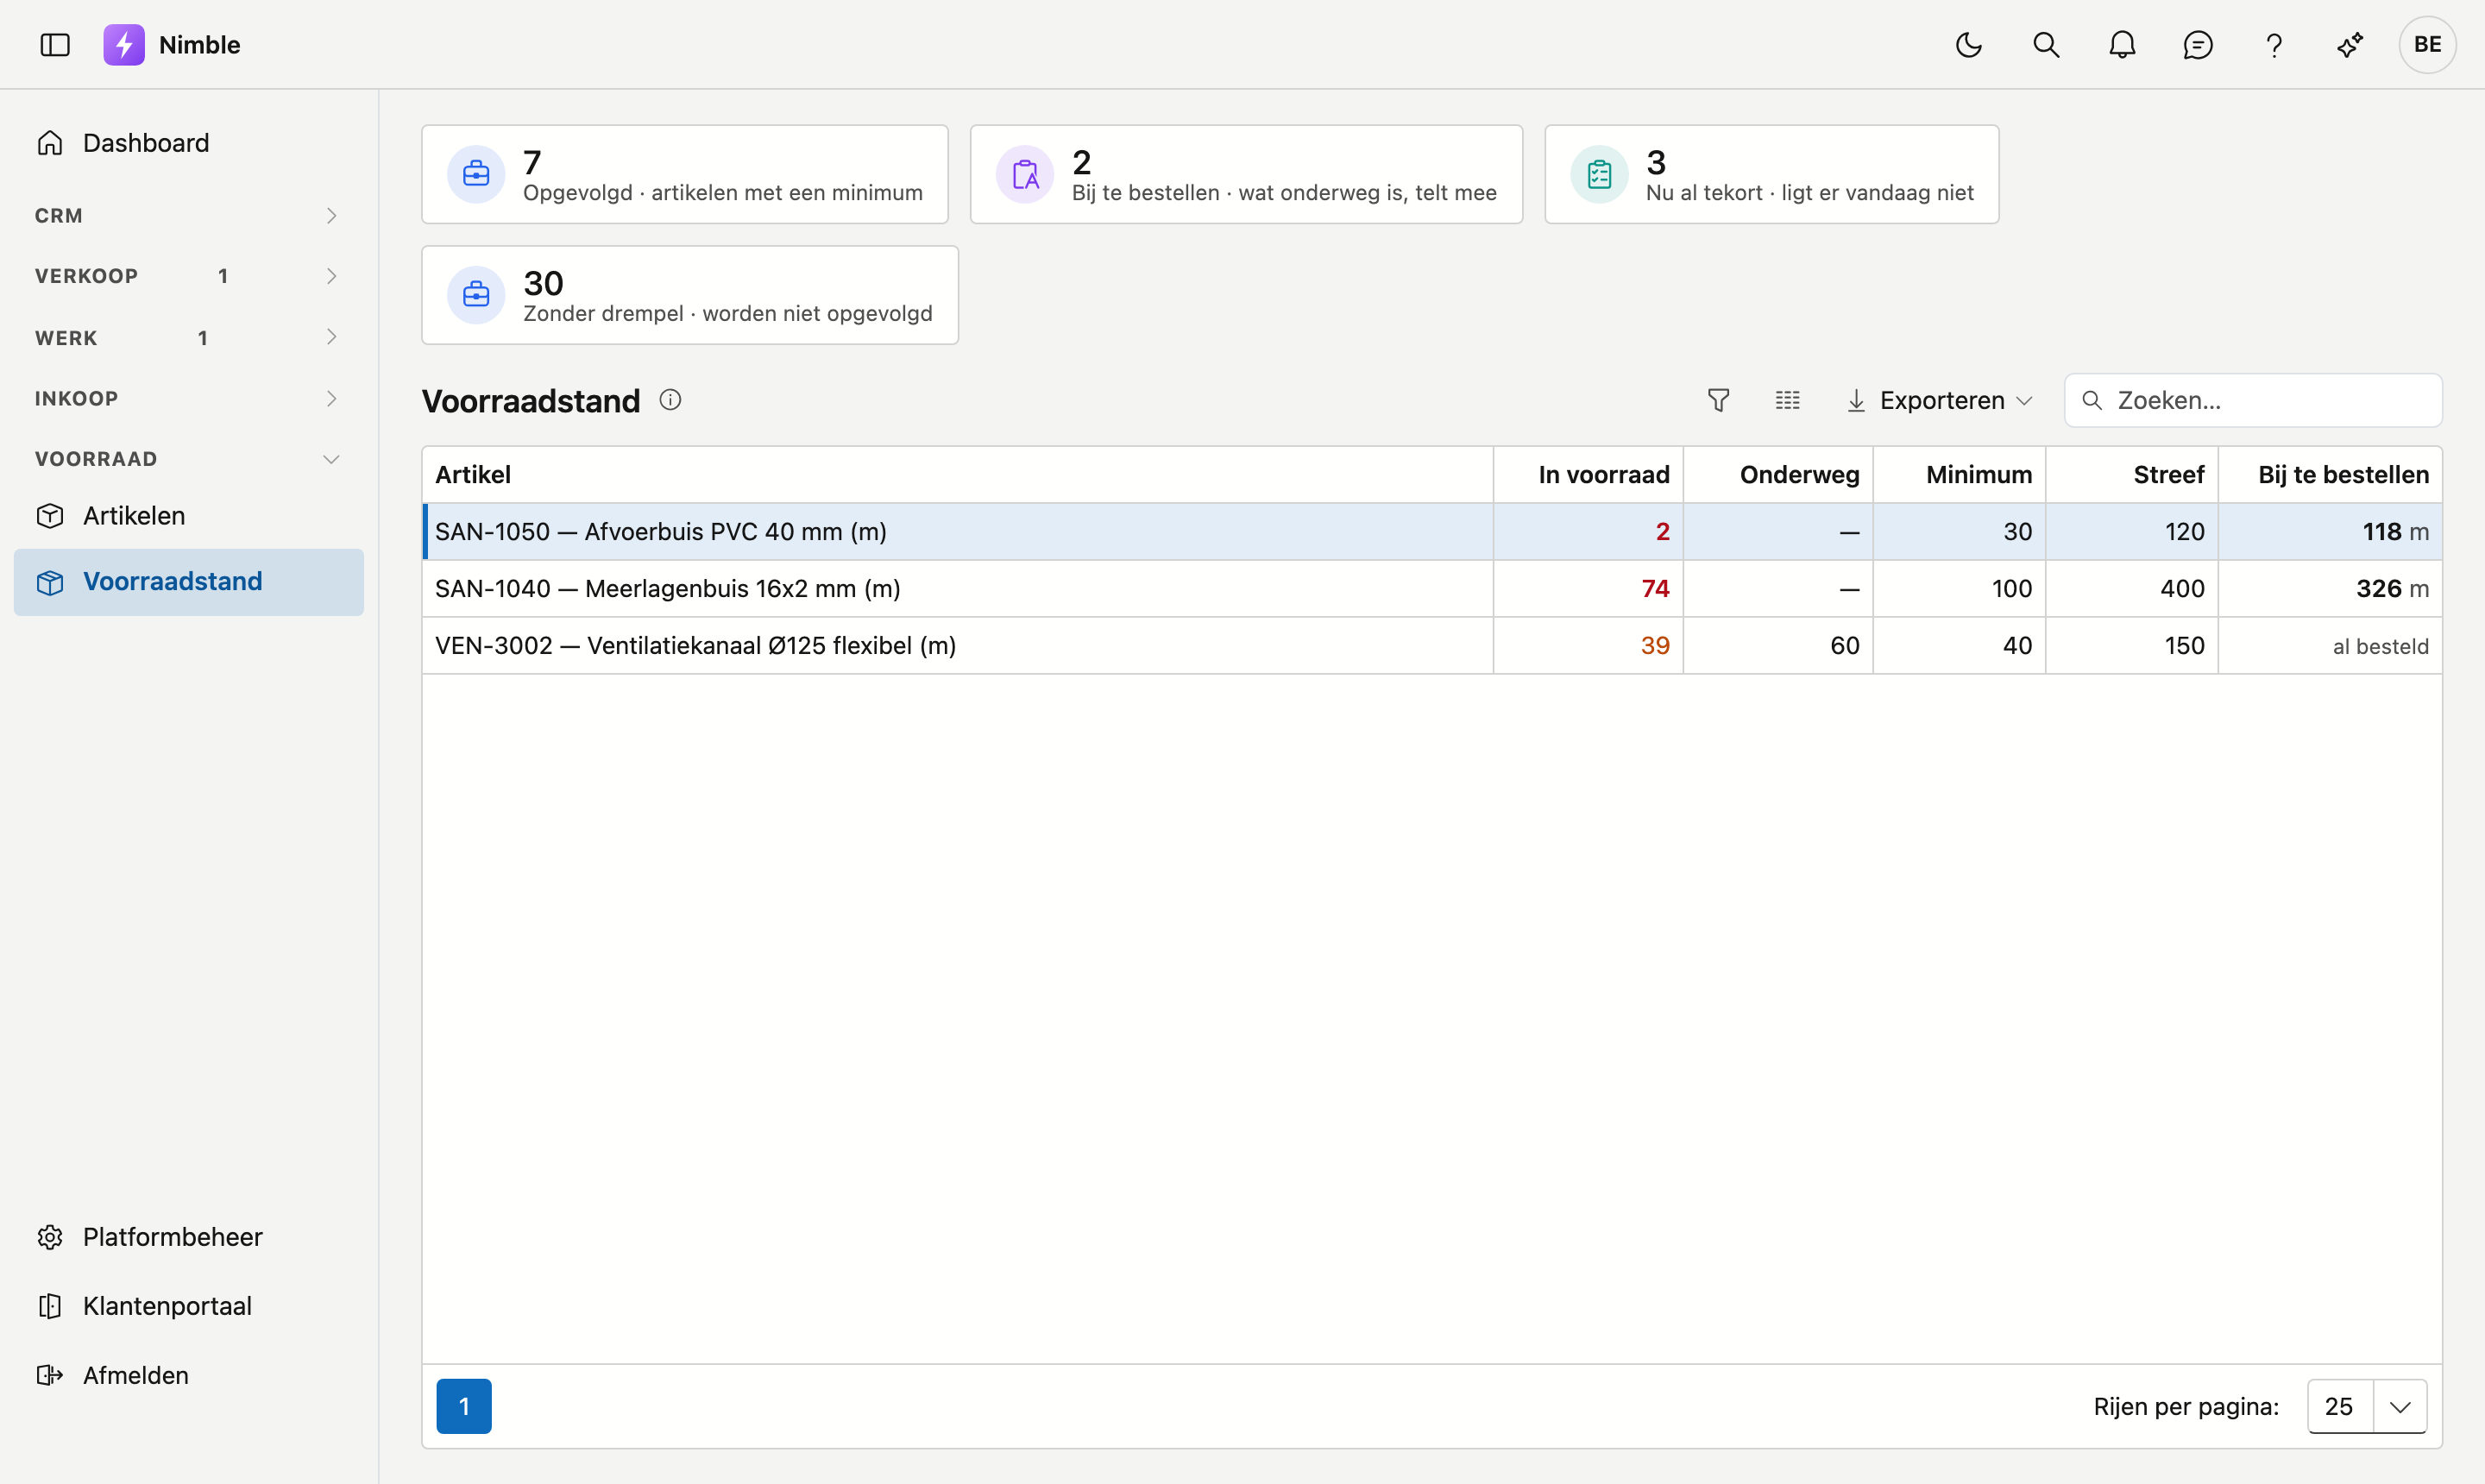 Nimble
BE
Dashboard
CRM
VERKOOP 1
WERK 1
INKOOP
VOORRAAD
Artikelen
Voorraadstand
Platformbeheer
Klantenportaal
Afmelden
7
Opgevolgd · artikelen met een minimum
2
Bij te bestellen · wat onderweg is, telt mee
3
Nu al tekort · ligt er vandaag niet
30
Zonder drempel · worden niet opgevolgd
Voorraadstand
Exporteren
Zoeken...
Artikel In voorraad Onderweg Minimum Streef Bij te bestellen
SAN-1050 — Afvoerbuis PVC 40 mm (m) 2 — 30 120 118 m
SAN-1040 — Meerlagenbuis 16x2 mm (m) 74 — 100 400 326 m
VEN-3002 — Ventilatiekanaal Ø125 flexibel (m) 39 60 40 150 al besteld
1
Rijen per pagina: 25